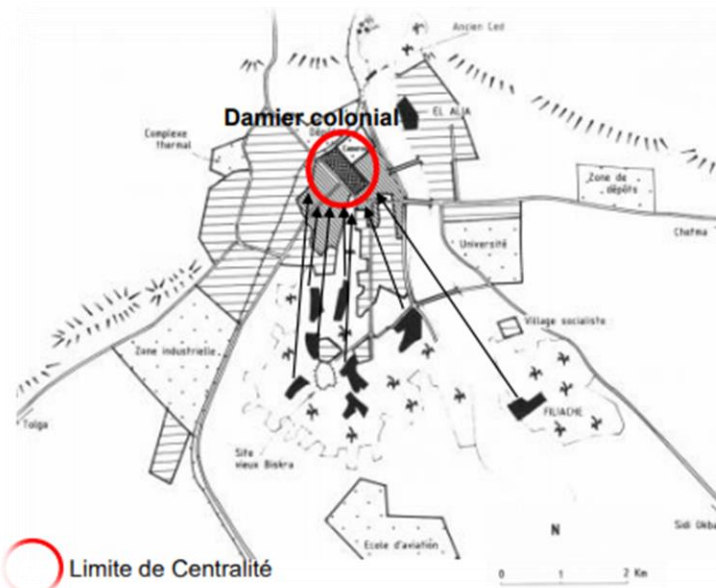 Ancien Ced
Damier colonial
EL ALIA
Complexe
thermal
Zone de
dépôts
Chetma
Université
Village socialiste
Zone industrielle
Tolga
FILIACHE
Site
vieux Biskra
Sidi Okba
Ecole d'aviation
N
Limite de Centralité
0 1 2 Km